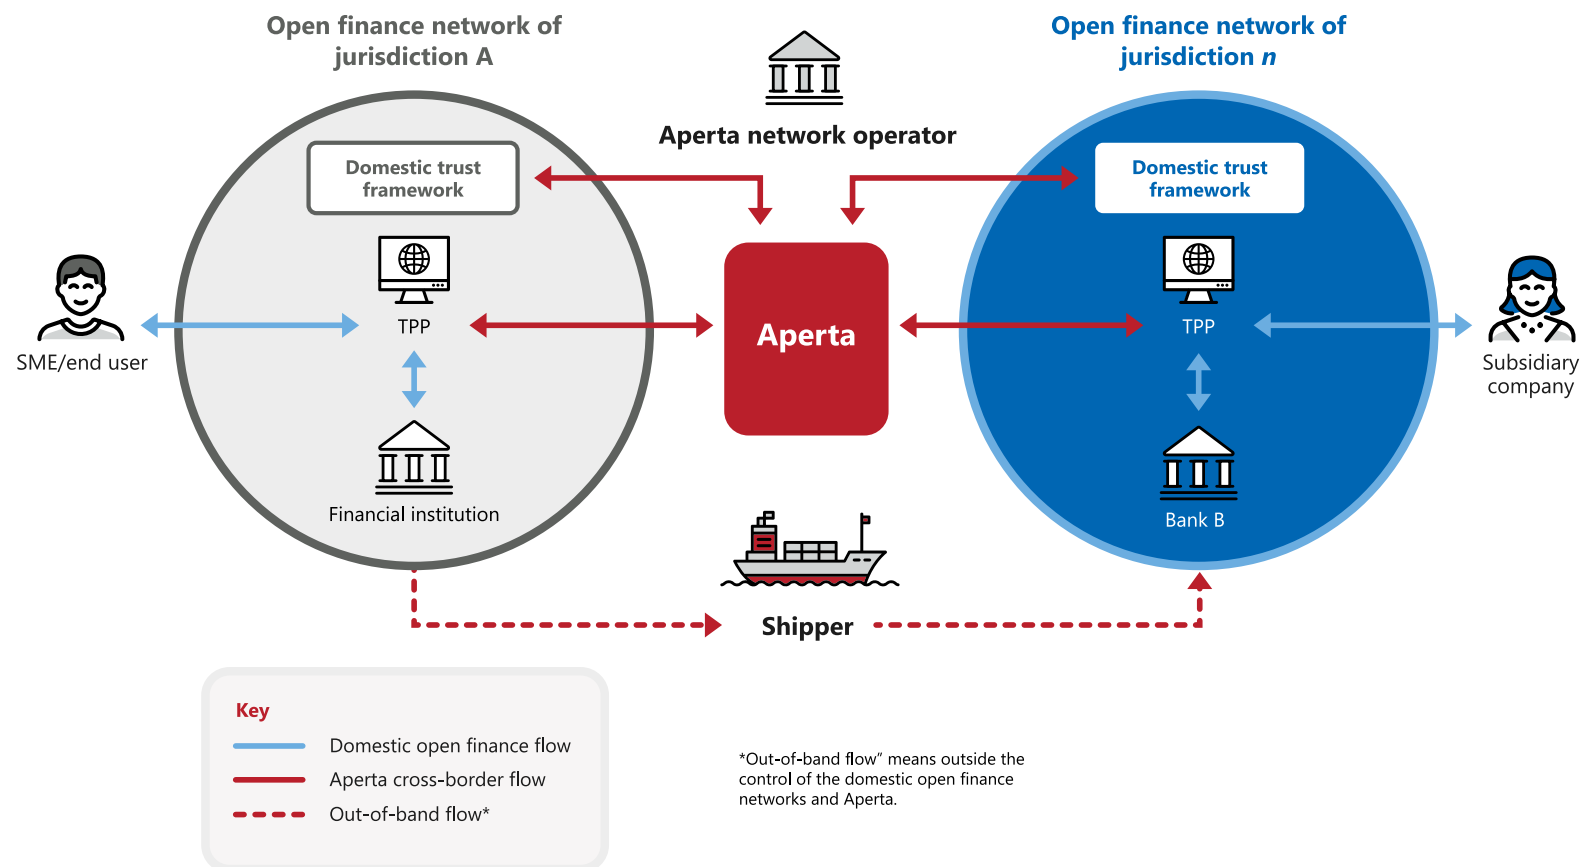 Open finance network of
jurisdiction A
Open finance network of
jurisdiction n
Aperta network operator
Domestic trust
framework
Domestic trust
framework
TPP
TPP
Aperta
SME/end user
Subsidiary
company
Financial institution
Bank B
Shipper
Key
Domestic open finance flow
Aperta cross-border flow
Out-of-band flow*
*Out-of-band flow” means outside the
control of the domestic open finance
networks and Aperta.